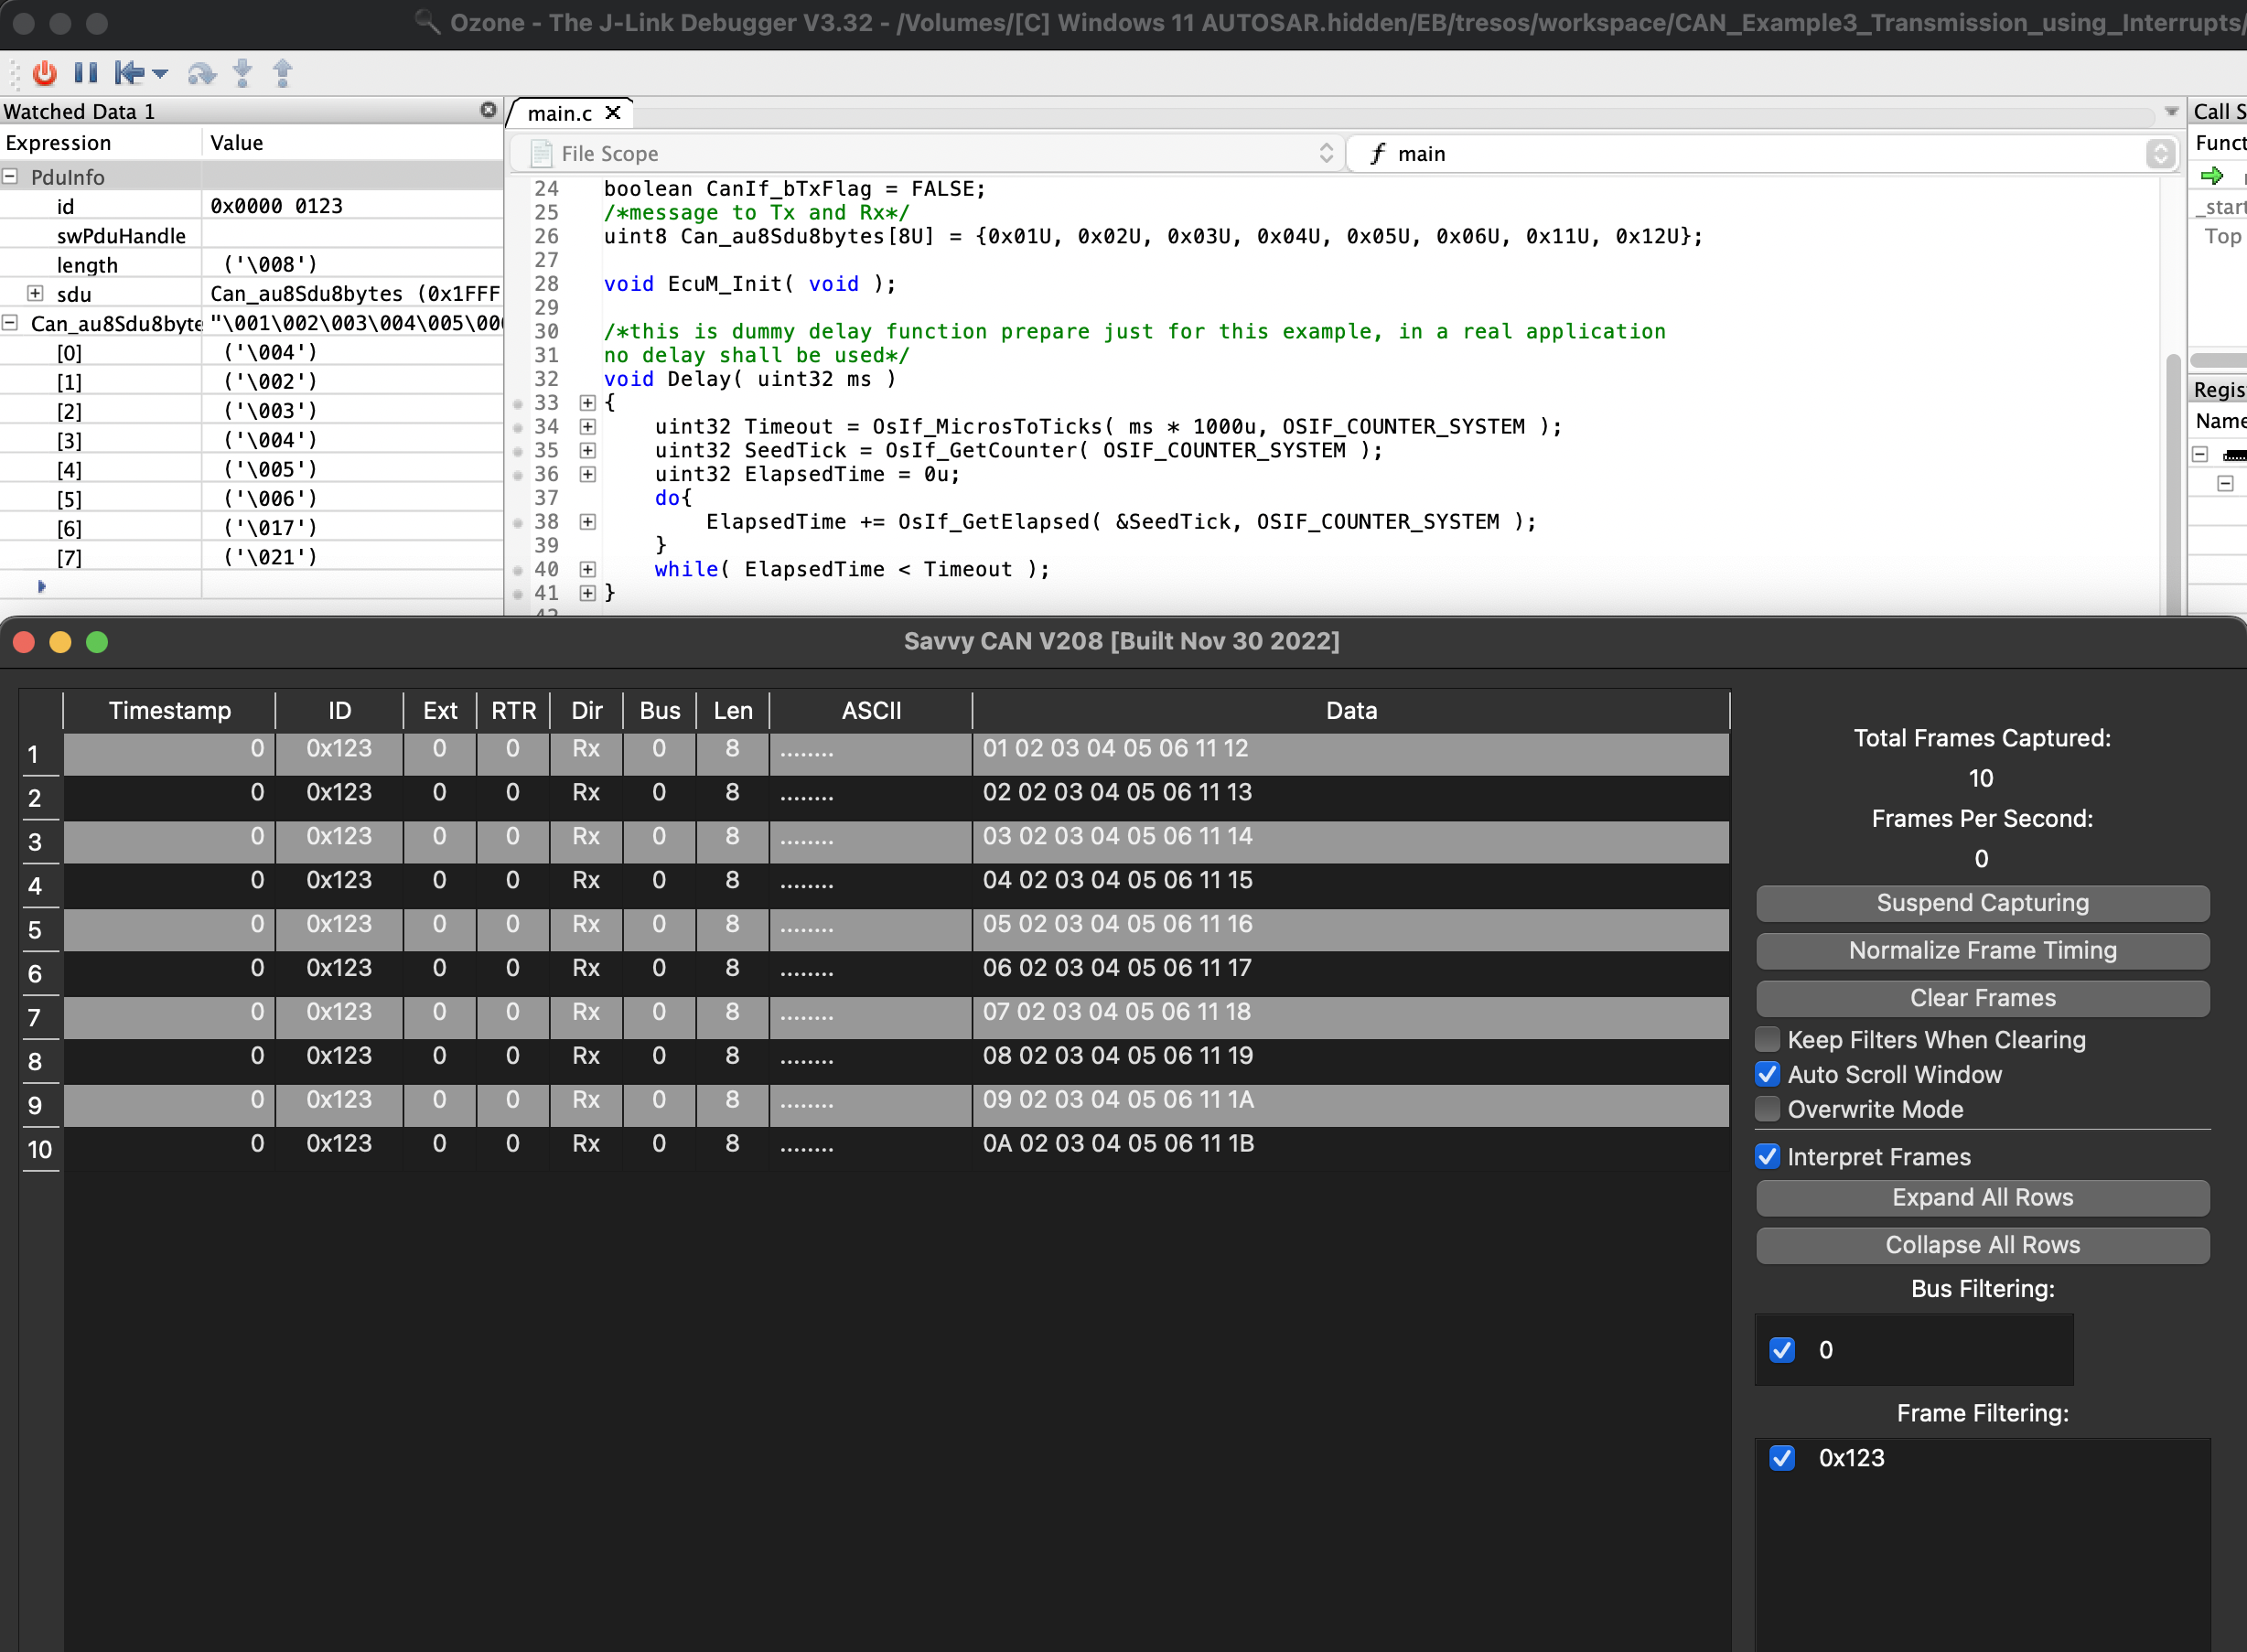 Ozone - The J-Link Debugger V3.32 - /Volumes/[C] Windows 11 AUTOSAR.hidden/EB/tresos/workspace/CAN_Example3_Transmission_using_Interrupts/
Watched Data 1
Expression Value
PduInfo
id 0x0000 0123
swPduHandle
length ('\008')
sdu Can_au8Sdu8bytes (0x1FFF
Can_au8Sdu8byte "\001\002\003\004\005\00
[0] ('\004')
[1] ('\002')
[2] ('\003')
[3] ('\004')
[4] ('\005')
[5] ('\006')
[6] ('\017')
[7] ('\021')
main.c
File Scope
f main
24 boolean CanIf_bTxFlag = FALSE;
25 /*message to Tx and Rx*/
26 uint8 Can_au8Sdu8bytes[8U] = {0x01U, 0x02U, 0x03U, 0x04U, 0x05U, 0x06U, 0x11U, 0x12U};
27
28 void EcuM_Init( void );
29
30 /*this is dummy delay function prepare just for this example, in a real application
31 no delay shall be used*/
32 void Delay( uint32 ms )
33 {
34 uint32 Timeout = OsIf_MicrosToTicks( ms * 1000u, OSIF_COUNTER_SYSTEM );
35 uint32 SeedTick = OsIf_GetCounter( OSIF_COUNTER_SYSTEM );
36 uint32 ElapsedTime = 0u;
37 do{
38 ElapsedTime += OsIf_GetElapsed( &SeedTick, OSIF_COUNTER_SYSTEM );
39 }
40 while( ElapsedTime < Timeout );
41 }
Call S
Funct
_start
Top
Regis
Name
Savvy CAN V208 [Built Nov 30 2022]
Timestamp ID Ext RTR Dir Bus Len ASCII Data
1 0 0x123 0 0 Rx 0 8 ........ 01 02 03 04 05 06 11 12
2 0 0x123 0 0 Rx 0 8 ........ 02 02 03 04 05 06 11 13
3 0 0x123 0 0 Rx 0 8 ........ 03 02 03 04 05 06 11 14
4 0 0x123 0 0 Rx 0 8 ........ 04 02 03 04 05 06 11 15
5 0 0x123 0 0 Rx 0 8 ........ 05 02 03 04 05 06 11 16
6 0 0x123 0 0 Rx 0 8 ........ 06 02 03 04 05 06 11 17
7 0 0x123 0 0 Rx 0 8 ........ 07 02 03 04 05 06 11 18
8 0 0x123 0 0 Rx 0 8 ........ 08 02 03 04 05 06 11 19
9 0 0x123 0 0 Rx 0 8 ........ 09 02 03 04 05 06 11 1A
10 0 0x123 0 0 Rx 0 8 ........ 0A 02 03 04 05 06 11 1B
Total Frames Captured:
10
Frames Per Second:
0
Suspend Capturing
Normalize Frame Timing
Clear Frames
Keep Filters When Clearing
Auto Scroll Window
Overwrite Mode
Interpret Frames
Expand All Rows
Collapse All Rows
Bus Filtering:
0
Frame Filtering:
0x123